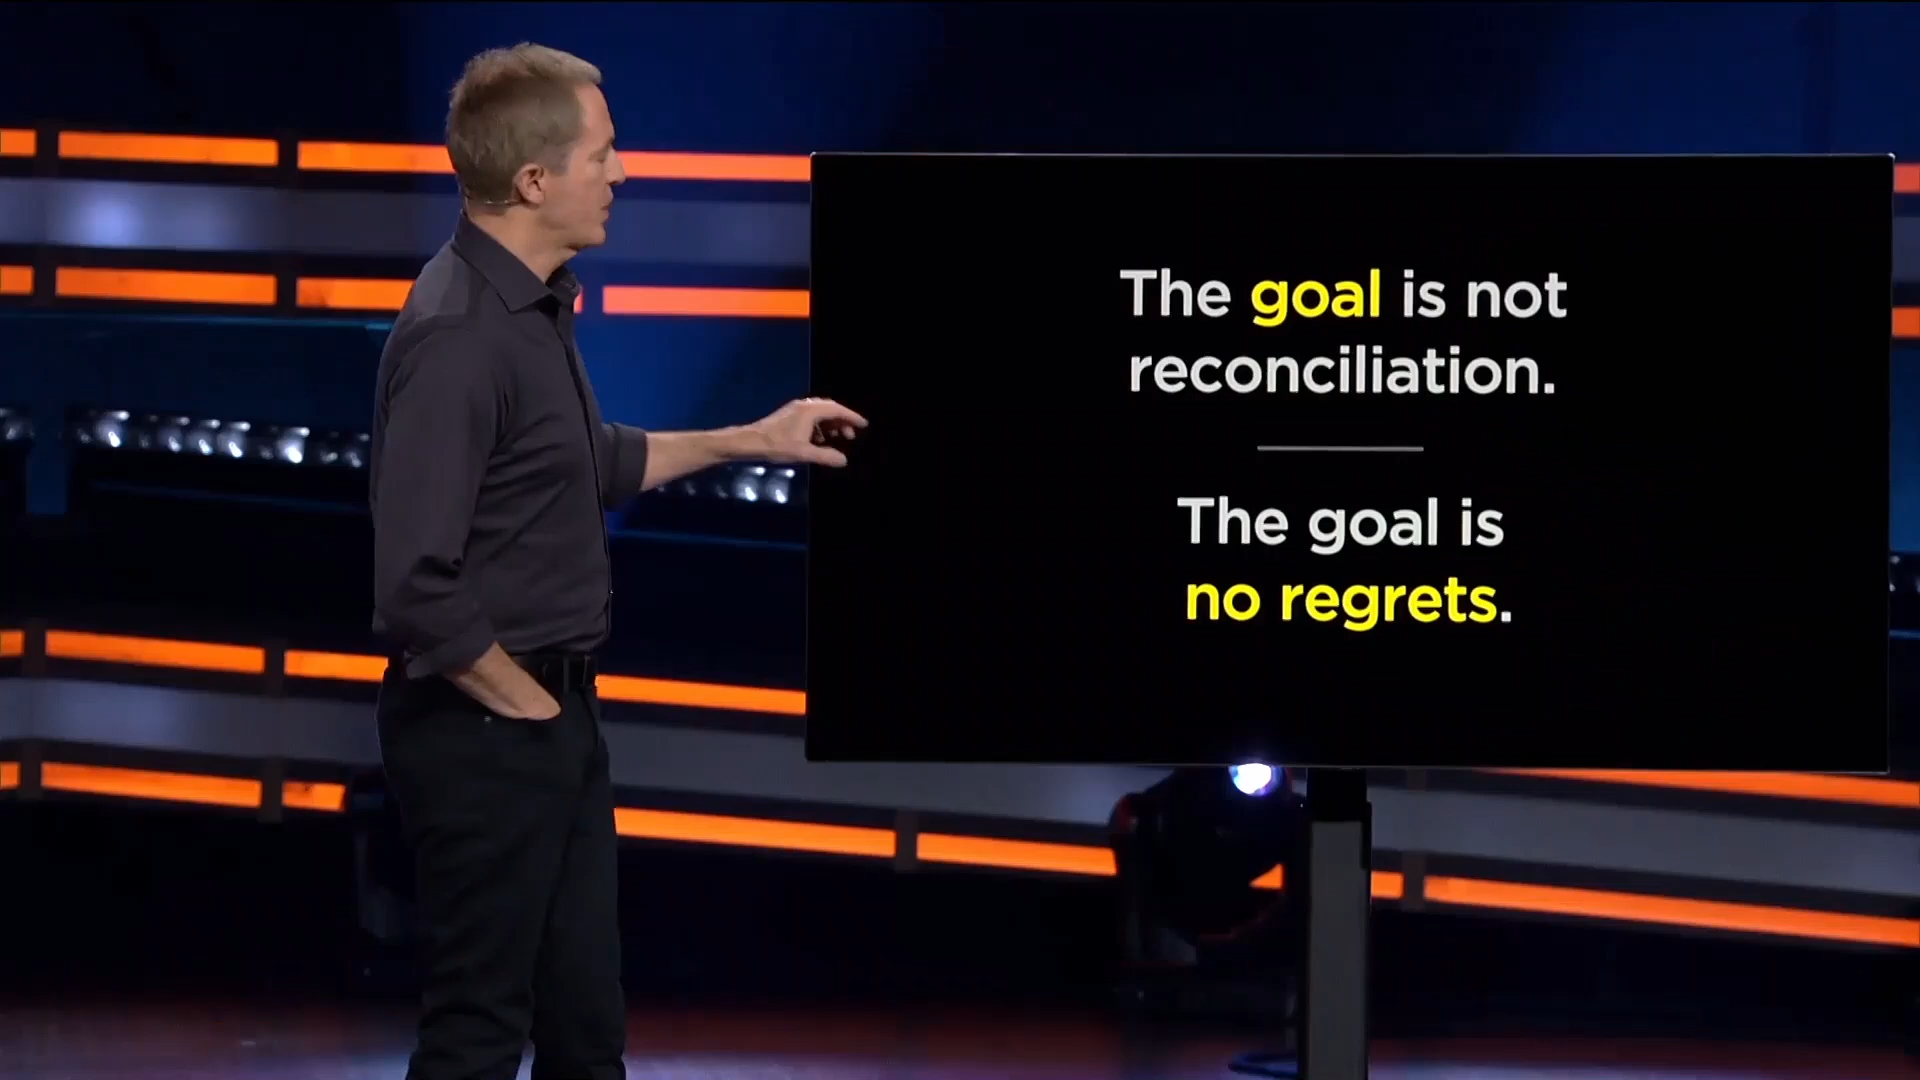 The goal is not
reconciliation.
The goal is
no regrets.